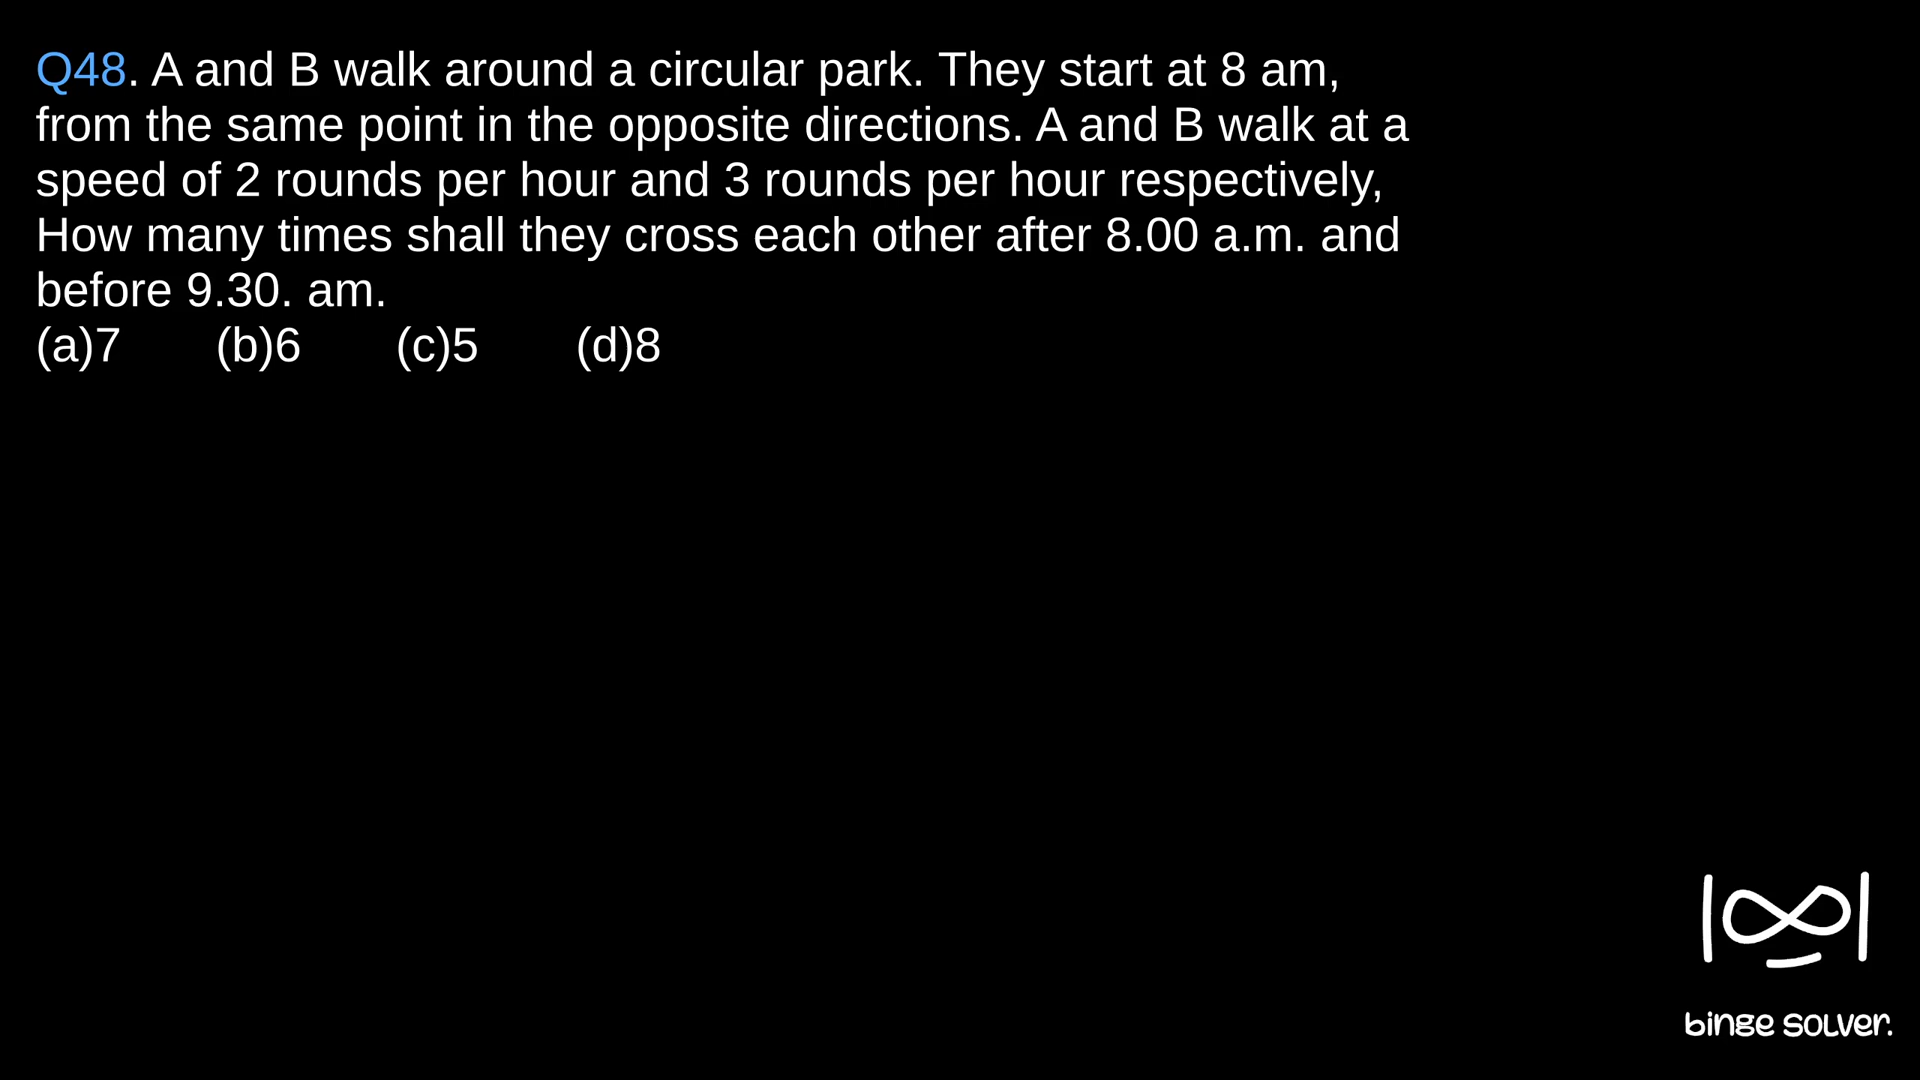 Q48. A and B walk around a circular park. They start at 8 am,
from the same point in the opposite directions. A and B walk at a
speed of 2 rounds per hour and 3 rounds per hour respectively,
How many times shall they cross each other after 8.00 a.m. and
before 9.30. am.
(a)7 (b)6 (c)5 (d)8
binge solver.